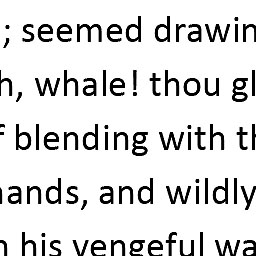 ; seemed drawin
h, whale! thou gl
f blending with th
hands, and wildly
n his vengeful wa